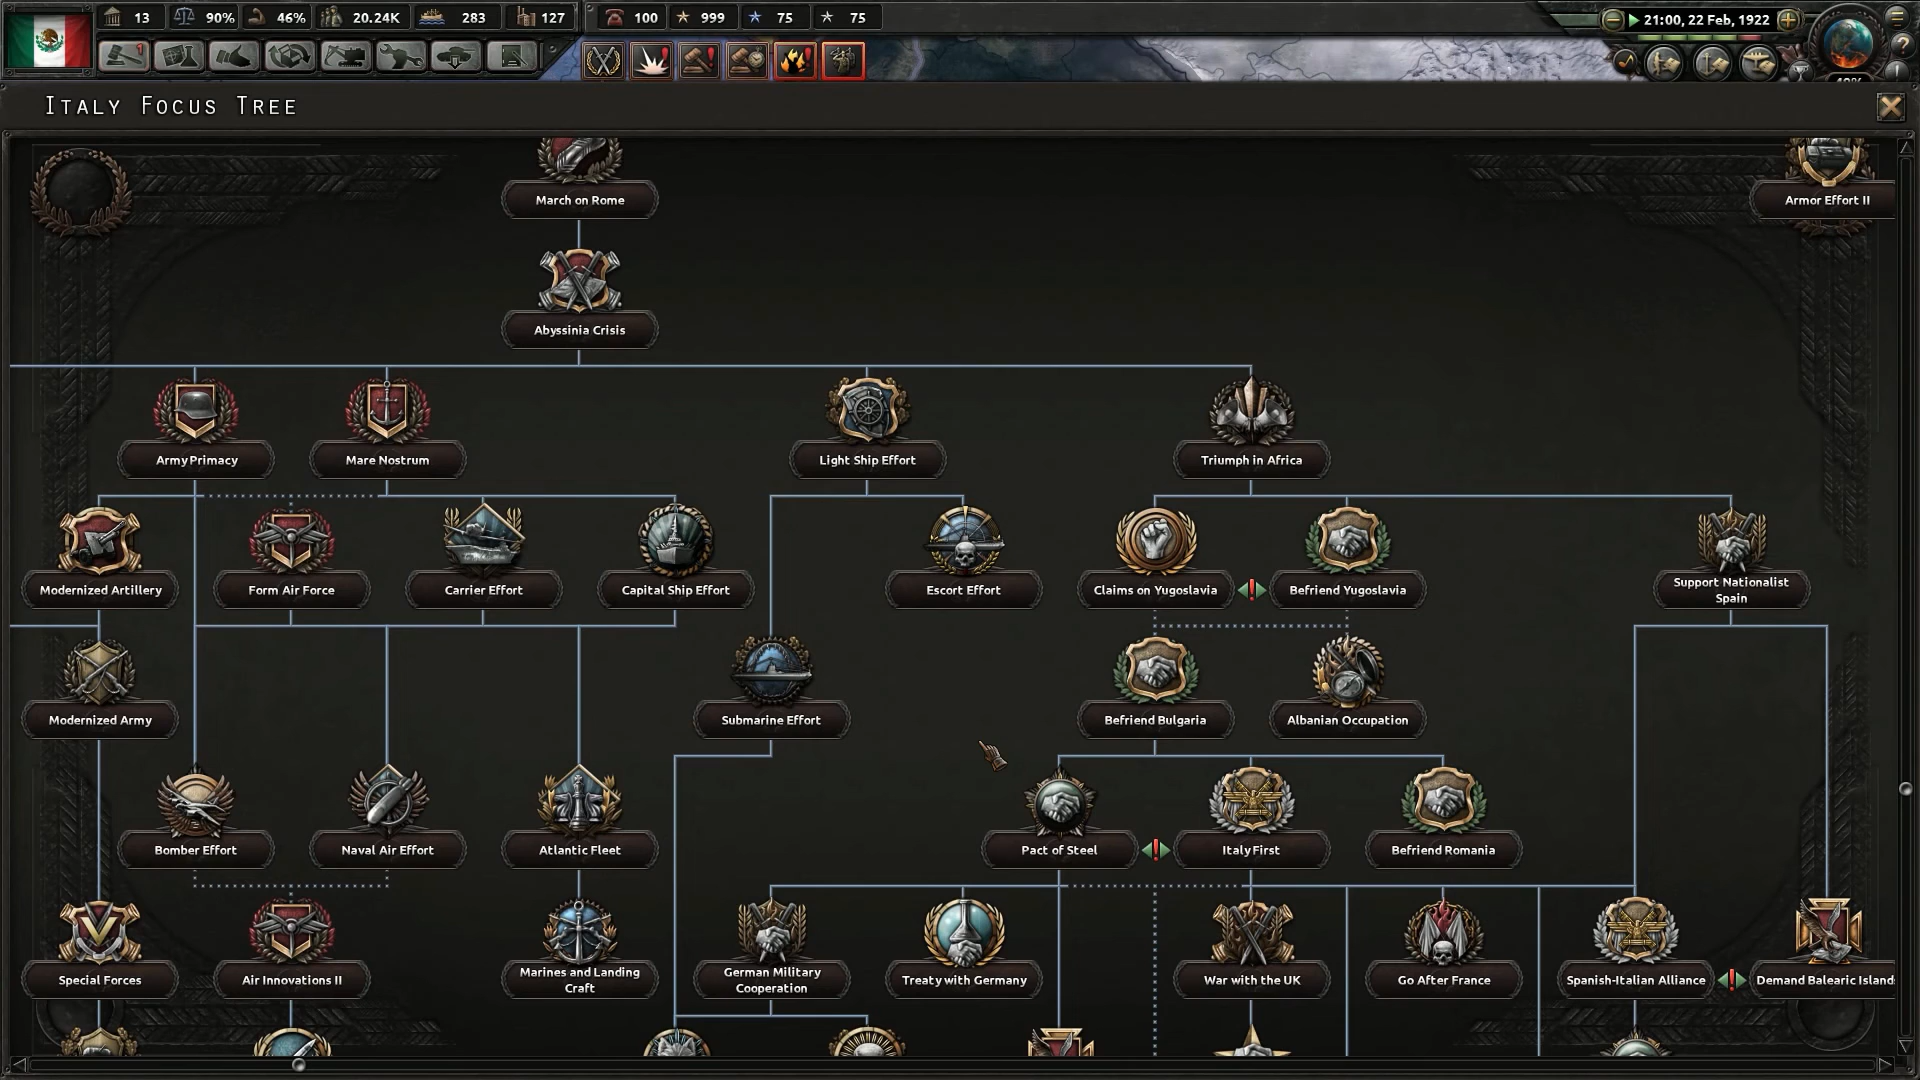 13 90% 46% 20.24K 283 127 100 999 75 75 21:00, 22 Feb, 1922
Italy Focus Tree
March on Rome
Armor Effort II
Abyssinia Crisis
Army Primacy
Mare Nostrum
Light Ship Effort
Triumph in Africa
Modernized Artillery
Form Air Force
Carrier Effort
Capital Ship Effort
Escort Effort
Claims on Yugoslavia
Befriend Yugoslavia
Support Nationalist
Spain
Modernized Army
Submarine Effort
Befriend Bulgaria
Albanian Occupation
Bomber Effort
Naval Air Effort
Atlantic Fleet
Pact of Steel
Italy First
Befriend Romania
Special Forces
Air Innovations II
Marines and Landing
Craft
German Military
Cooperation
Treaty with Germany
War with the UK
Go After France
Spanish-Italian Alliance
Demand Balearic Islands